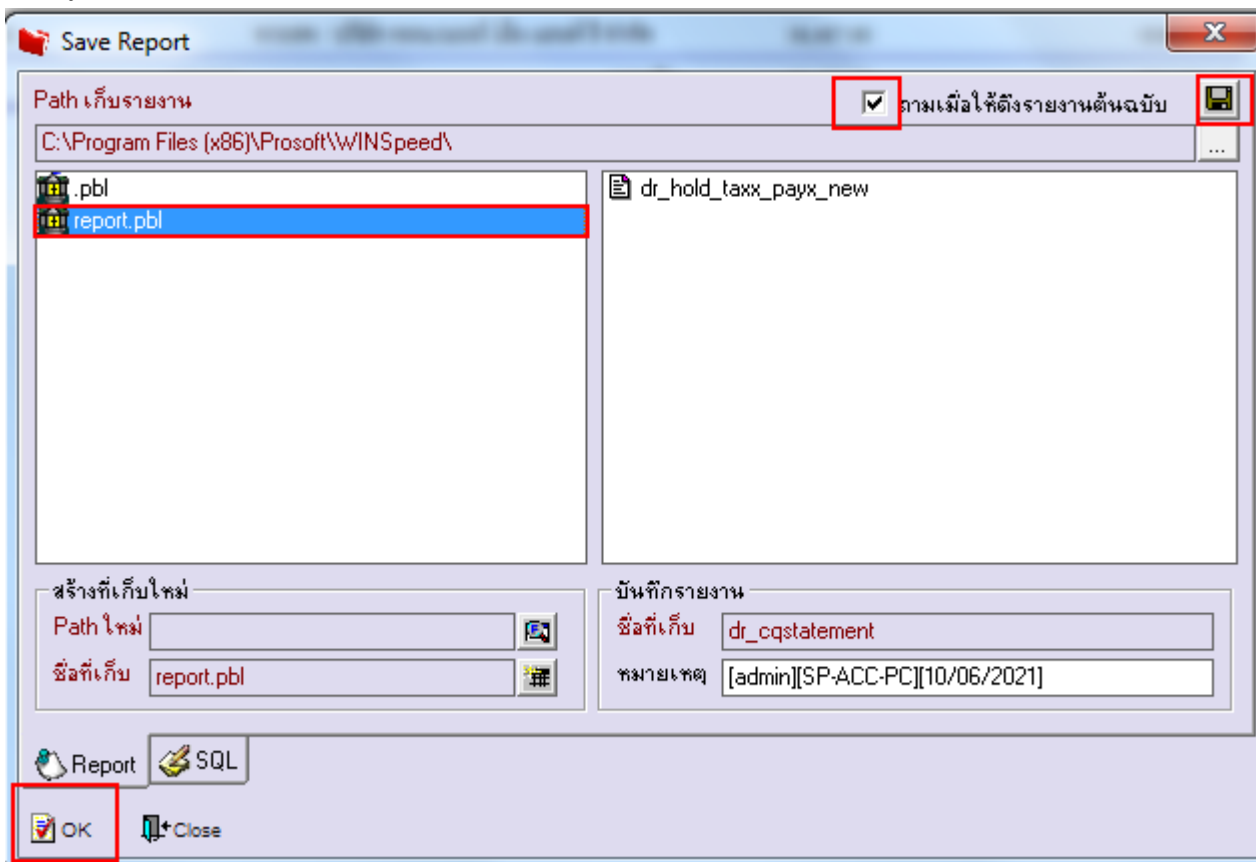 Save Report
Path เก็บรายงาน
ถามเมื่อให้ดึงรายงานต้นฉบับ
C:\Program Files (x86)\Prosoft\WINSpeed\
...
.pbl
report.pbl
dr_hold_taxx_payx_new
สร้างที่เก็บใหม่
Path ใหม่
ชื่อที่เก็บ report.pbl
บันทึกรายงาน
ชื่อที่เก็บ dr_cqstatement
หมายเหตุ [admin][SP-ACC-PC][10/06/2021]
Report SQL
OK Close